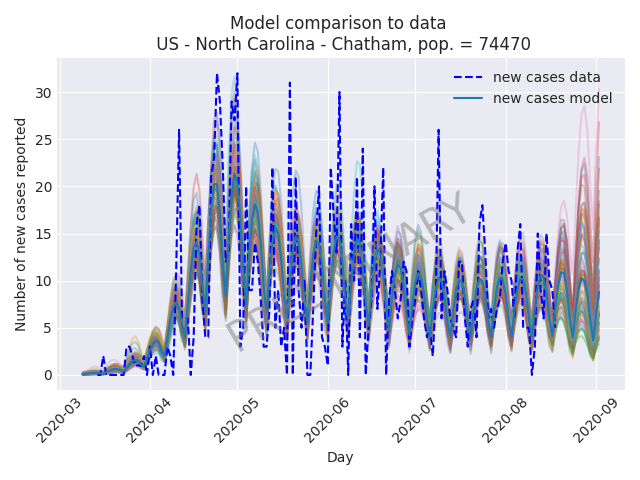 Model comparison to data
US - North Carolina - Chatham, pop. = 74470
new cases data
new cases model
Number of new cases reported
30
25
20
15
10
5
0
PRELIMINARY
2020-03
2020-04
2020-05
2020-06
2020-07
2020-08
2020-09
Day